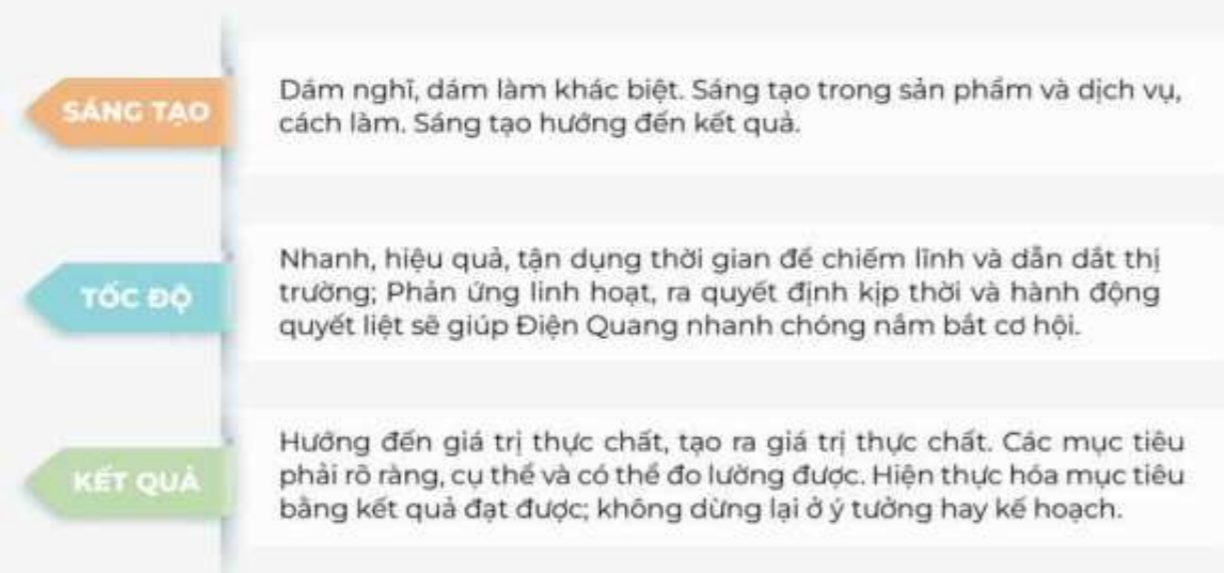 SÁNG TẠO
Dám nghĩ, dám làm khác biệt. Sáng tạo trong sản phẩm và dịch vụ,
cách làm. Sáng tạo hướng đến kết quả.
TỐC ĐỘ
Nhanh, hiệu quả, tận dụng thời gian để chiếm lĩnh và dẫn dắt thị
trường; Phản ứng linh hoạt, ra quyết định kịp thời và hành động
quyết liệt sẽ giúp Điện Quang nhanh chóng nắm bắt cơ hội.
KẾT QUẢ
Hướng đến giá trị thực chất, tạo ra giá trị thực chất. Các mục tiêu
phải rõ ràng, cụ thể và có thể đo lường được. Hiện thực hóa mục tiêu
bằng kết quả đạt được; không dừng lại ở ý tưởng hay kế hoạch.